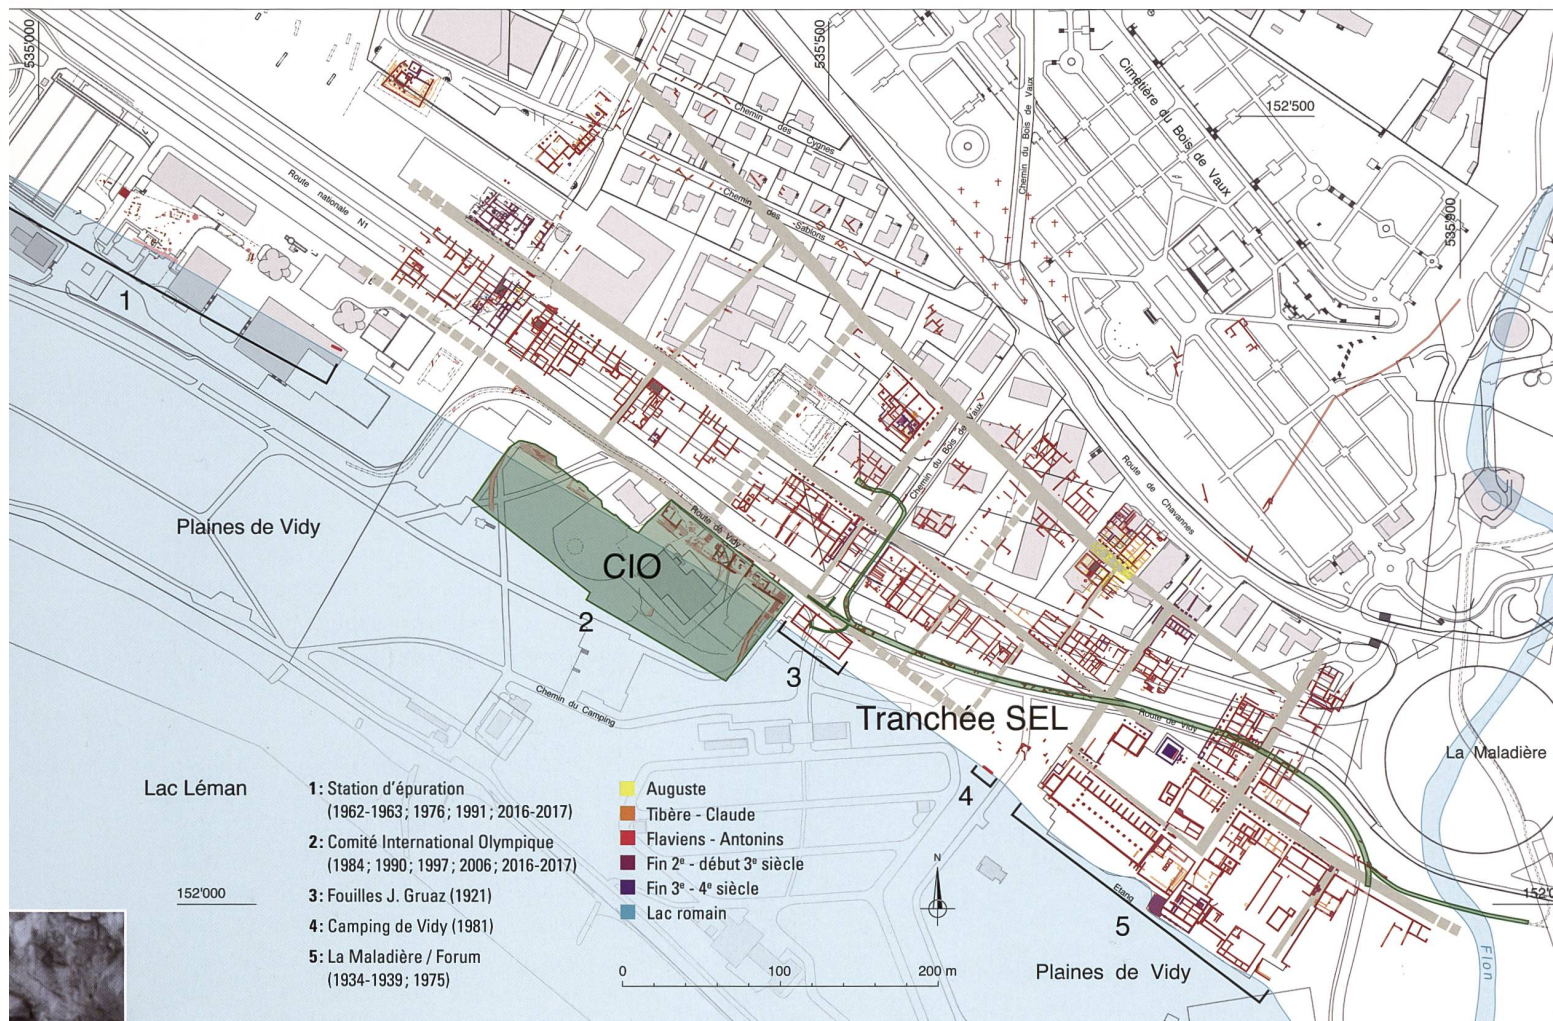 535'000
535'500
152'500
535'900
Cimetière du Bois de Vaux
Chemin du Bois de Vaux
Chemin des Cygnes
Chemin des Sablons
Route nationale N1
1
Chemin du Bois de Vaux
Route de Chavannes
Plaines de Vidy
Route de Vidy
CIO
2
3
Chemin du Camping
Tranchée SEL
Route de Vidy
La Maladière
4
Etang
5
Plaines de Vidy
Flon
Lac Léman
152'000
1: Station d'épuration
(1962-1963 ; 1976 ; 1991 ; 2016-2017)
2: Comité International Olympique
(1984 ; 1990 ; 1997 ; 2006 ; 2016-2017)
3: Fouilles J. Gruaz (1921)
4: Camping de Vidy (1981)
5: La Maladière / Forum
(1934-1939 ; 1975)
Auguste
Tibère - Claude
Flaviens - Antonins
Fin 2e - début 3e siècle
Fin 3e - 4e siècle
Lac romain
N
0 100 200 m